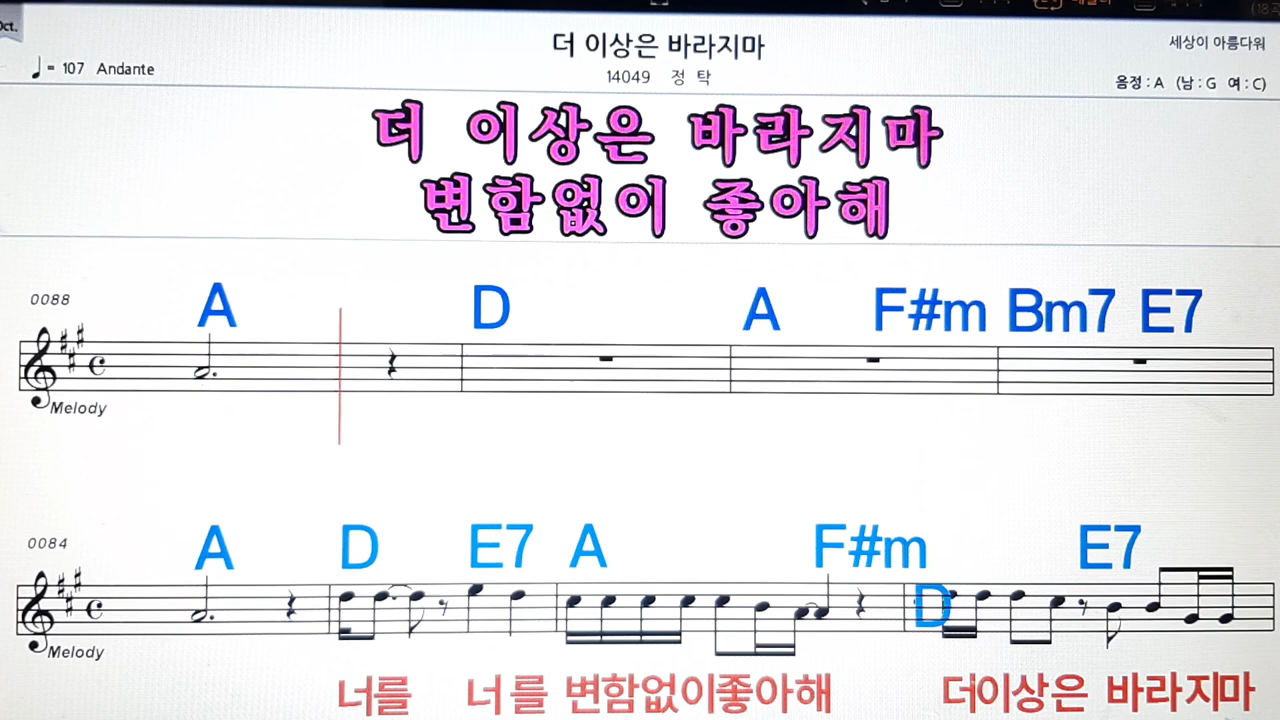 Oct.
더 이상은 바라지마
세상이 아름다워
♩ = 107 Andante
14049 정 탁
음정 : A (남 : G 여 : C)
더 이상은 바라지마
변함없이 좋아해
0088
A D A F#m Bm7 E7
Melody
0084
A D E7 A F#m D E7
Melody
너를 너를 변함없이좋아해 더이상은 바라지마